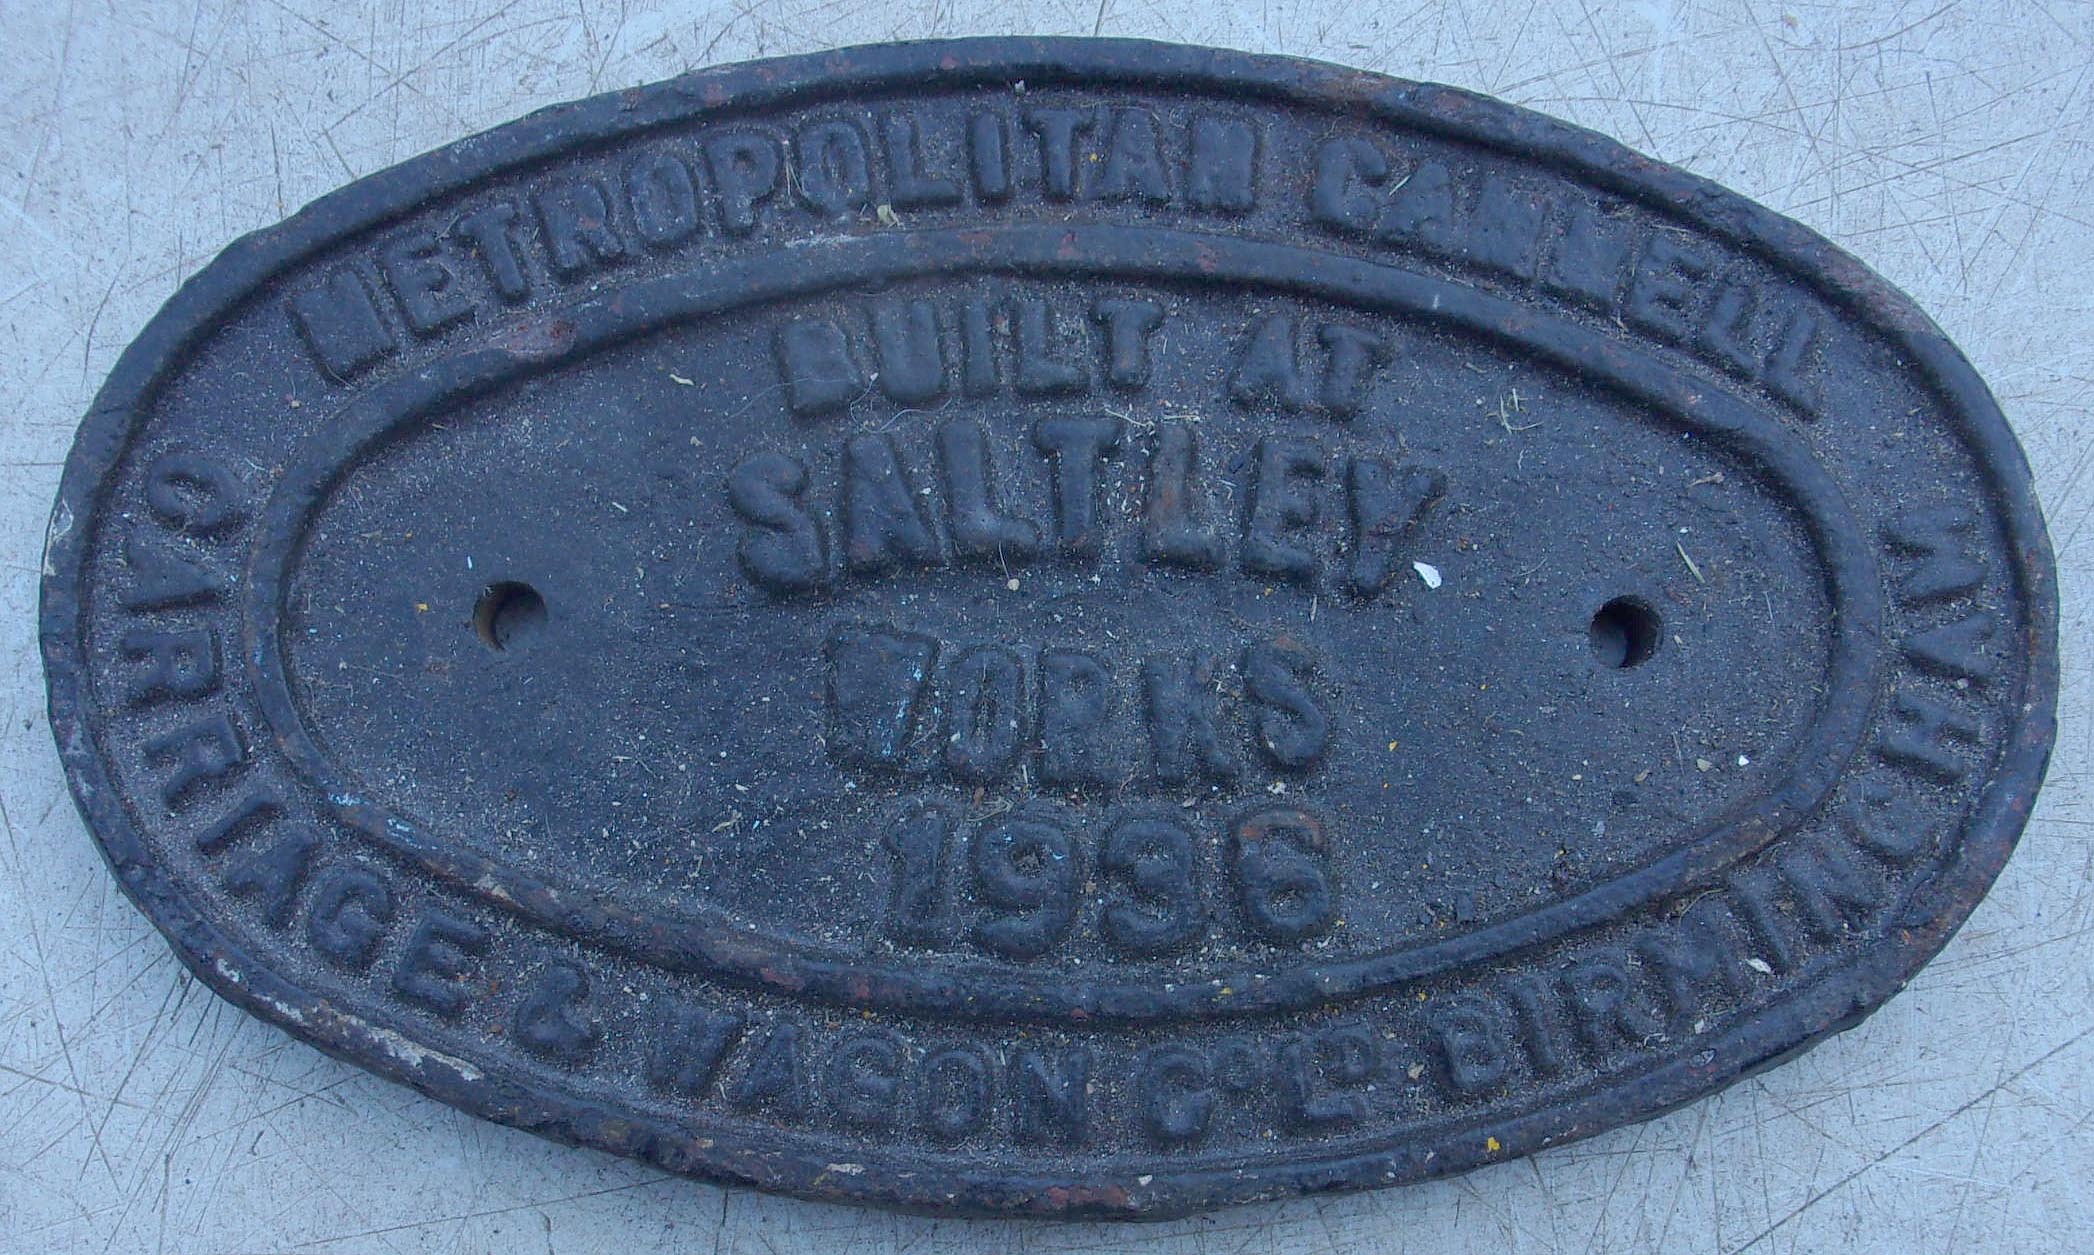 METROPOLITAN CAMMELL
CARRIAGE & WAGON Co LD BIRMINGHAM
BUILT AT
SALTLEY
WORKS
1936